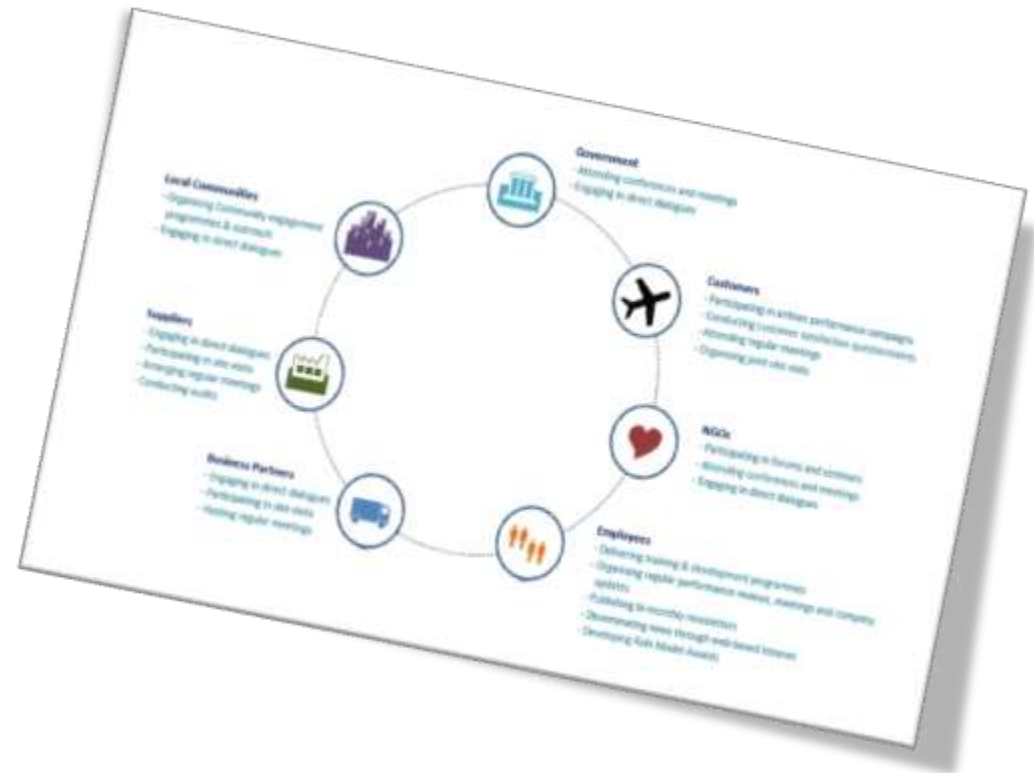 Government
- Attending conferences and meetings
- Engaging in direct dialogues
Customers
- Participating in airlines performance campaigns
- Conducting customer satisfaction questionnaires
- Attending regular meetings
- Organising joint site visits
NGOs
- Participating in forums and seminars
- Attending conferences and meetings
- Engaging in direct dialogues
Employees
- Delivering training & development programmes
- Organising regular performance reviews, meetings and company
updates
- Publishing bi-monthly newsletters
- Disseminating news through web-based intranet
- Developing Role Model Awards
Business Partners
- Engaging in direct dialogues
- Participating in site visits
- Hosting regular meetings
Suppliers
- Engaging in direct dialogues
- Participating in site visits
- Arranging regular meetings
- Conducting audits
Local Communities
- Organising Community engagement
programmes & outreach
- Engaging in direct dialogues